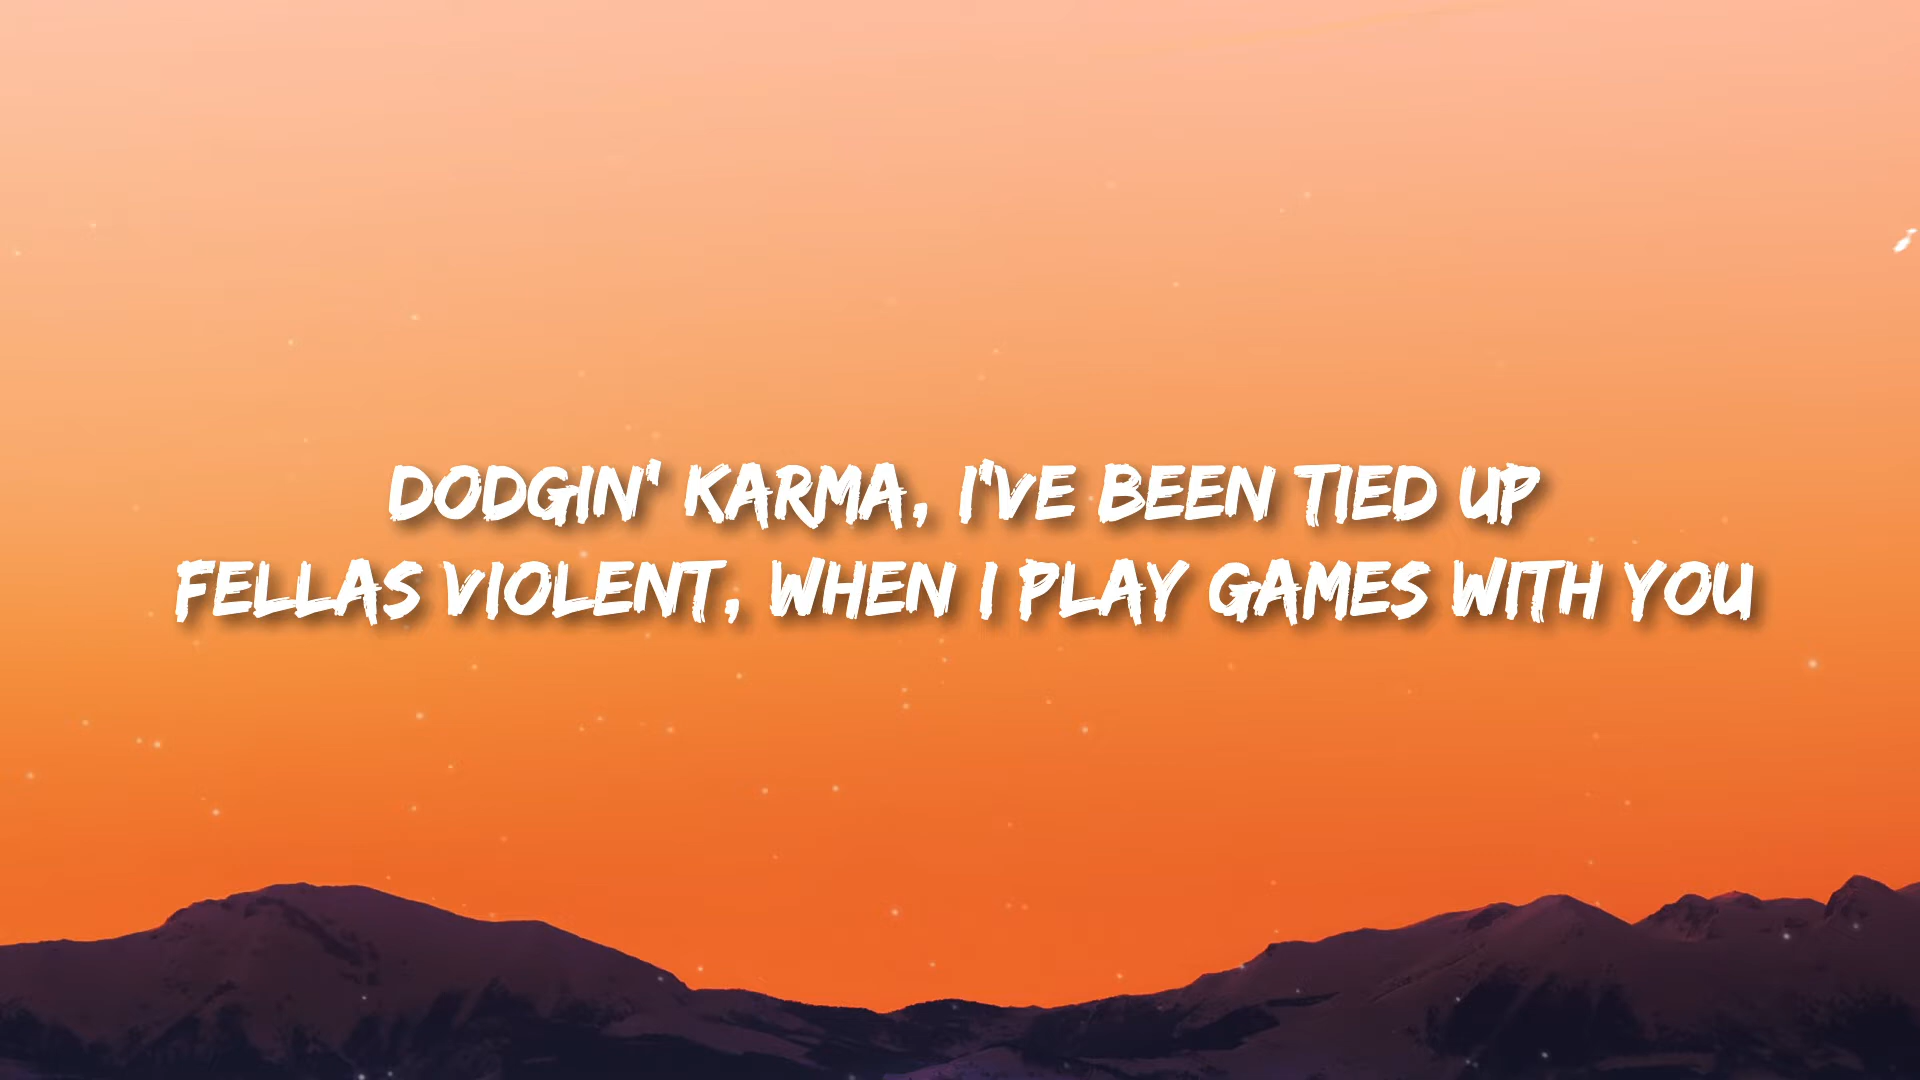 DODGIN' KARMA, I'VE BEEN TIED UP
FELLAS VIOLENT, WHEN I PLAY GAMES WITH YOU